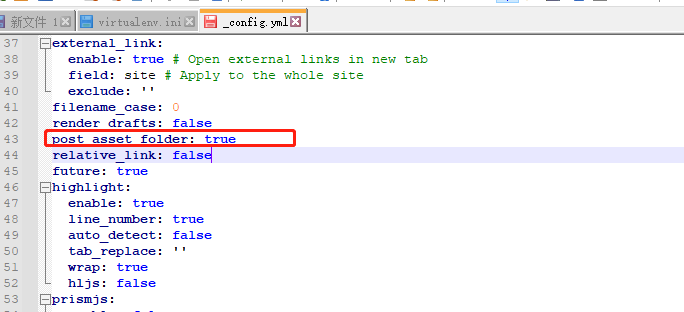 新文件 1 virtualenv.ini _config.yml
37 external_link:
38 enable: true # Open external links in new tab
39 field: site # Apply to the whole site
40 exclude: ''
41 filename_case: 0
42 render_drafts: false
43 post_asset_folder: true
44 relative_link: false
45 future: true
46 highlight:
47 enable: true
48 line_number: true
49 auto_detect: false
50 tab_replace: ''
51 wrap: true
52 hljs: false
53 prismjs: